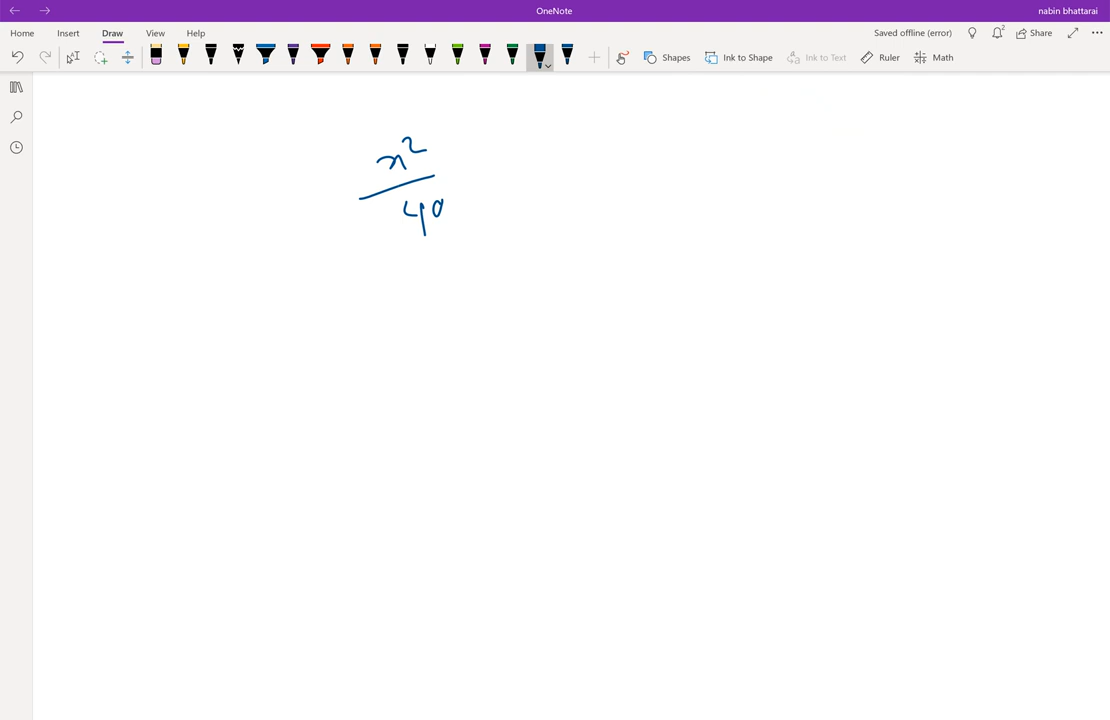 OneNote
nabin bhattarai
Home Insert Draw View Help
Saved offline (error)
2
Share
Shapes
Ink to Shape
Ink to Text
Ruler
Math
x²
40